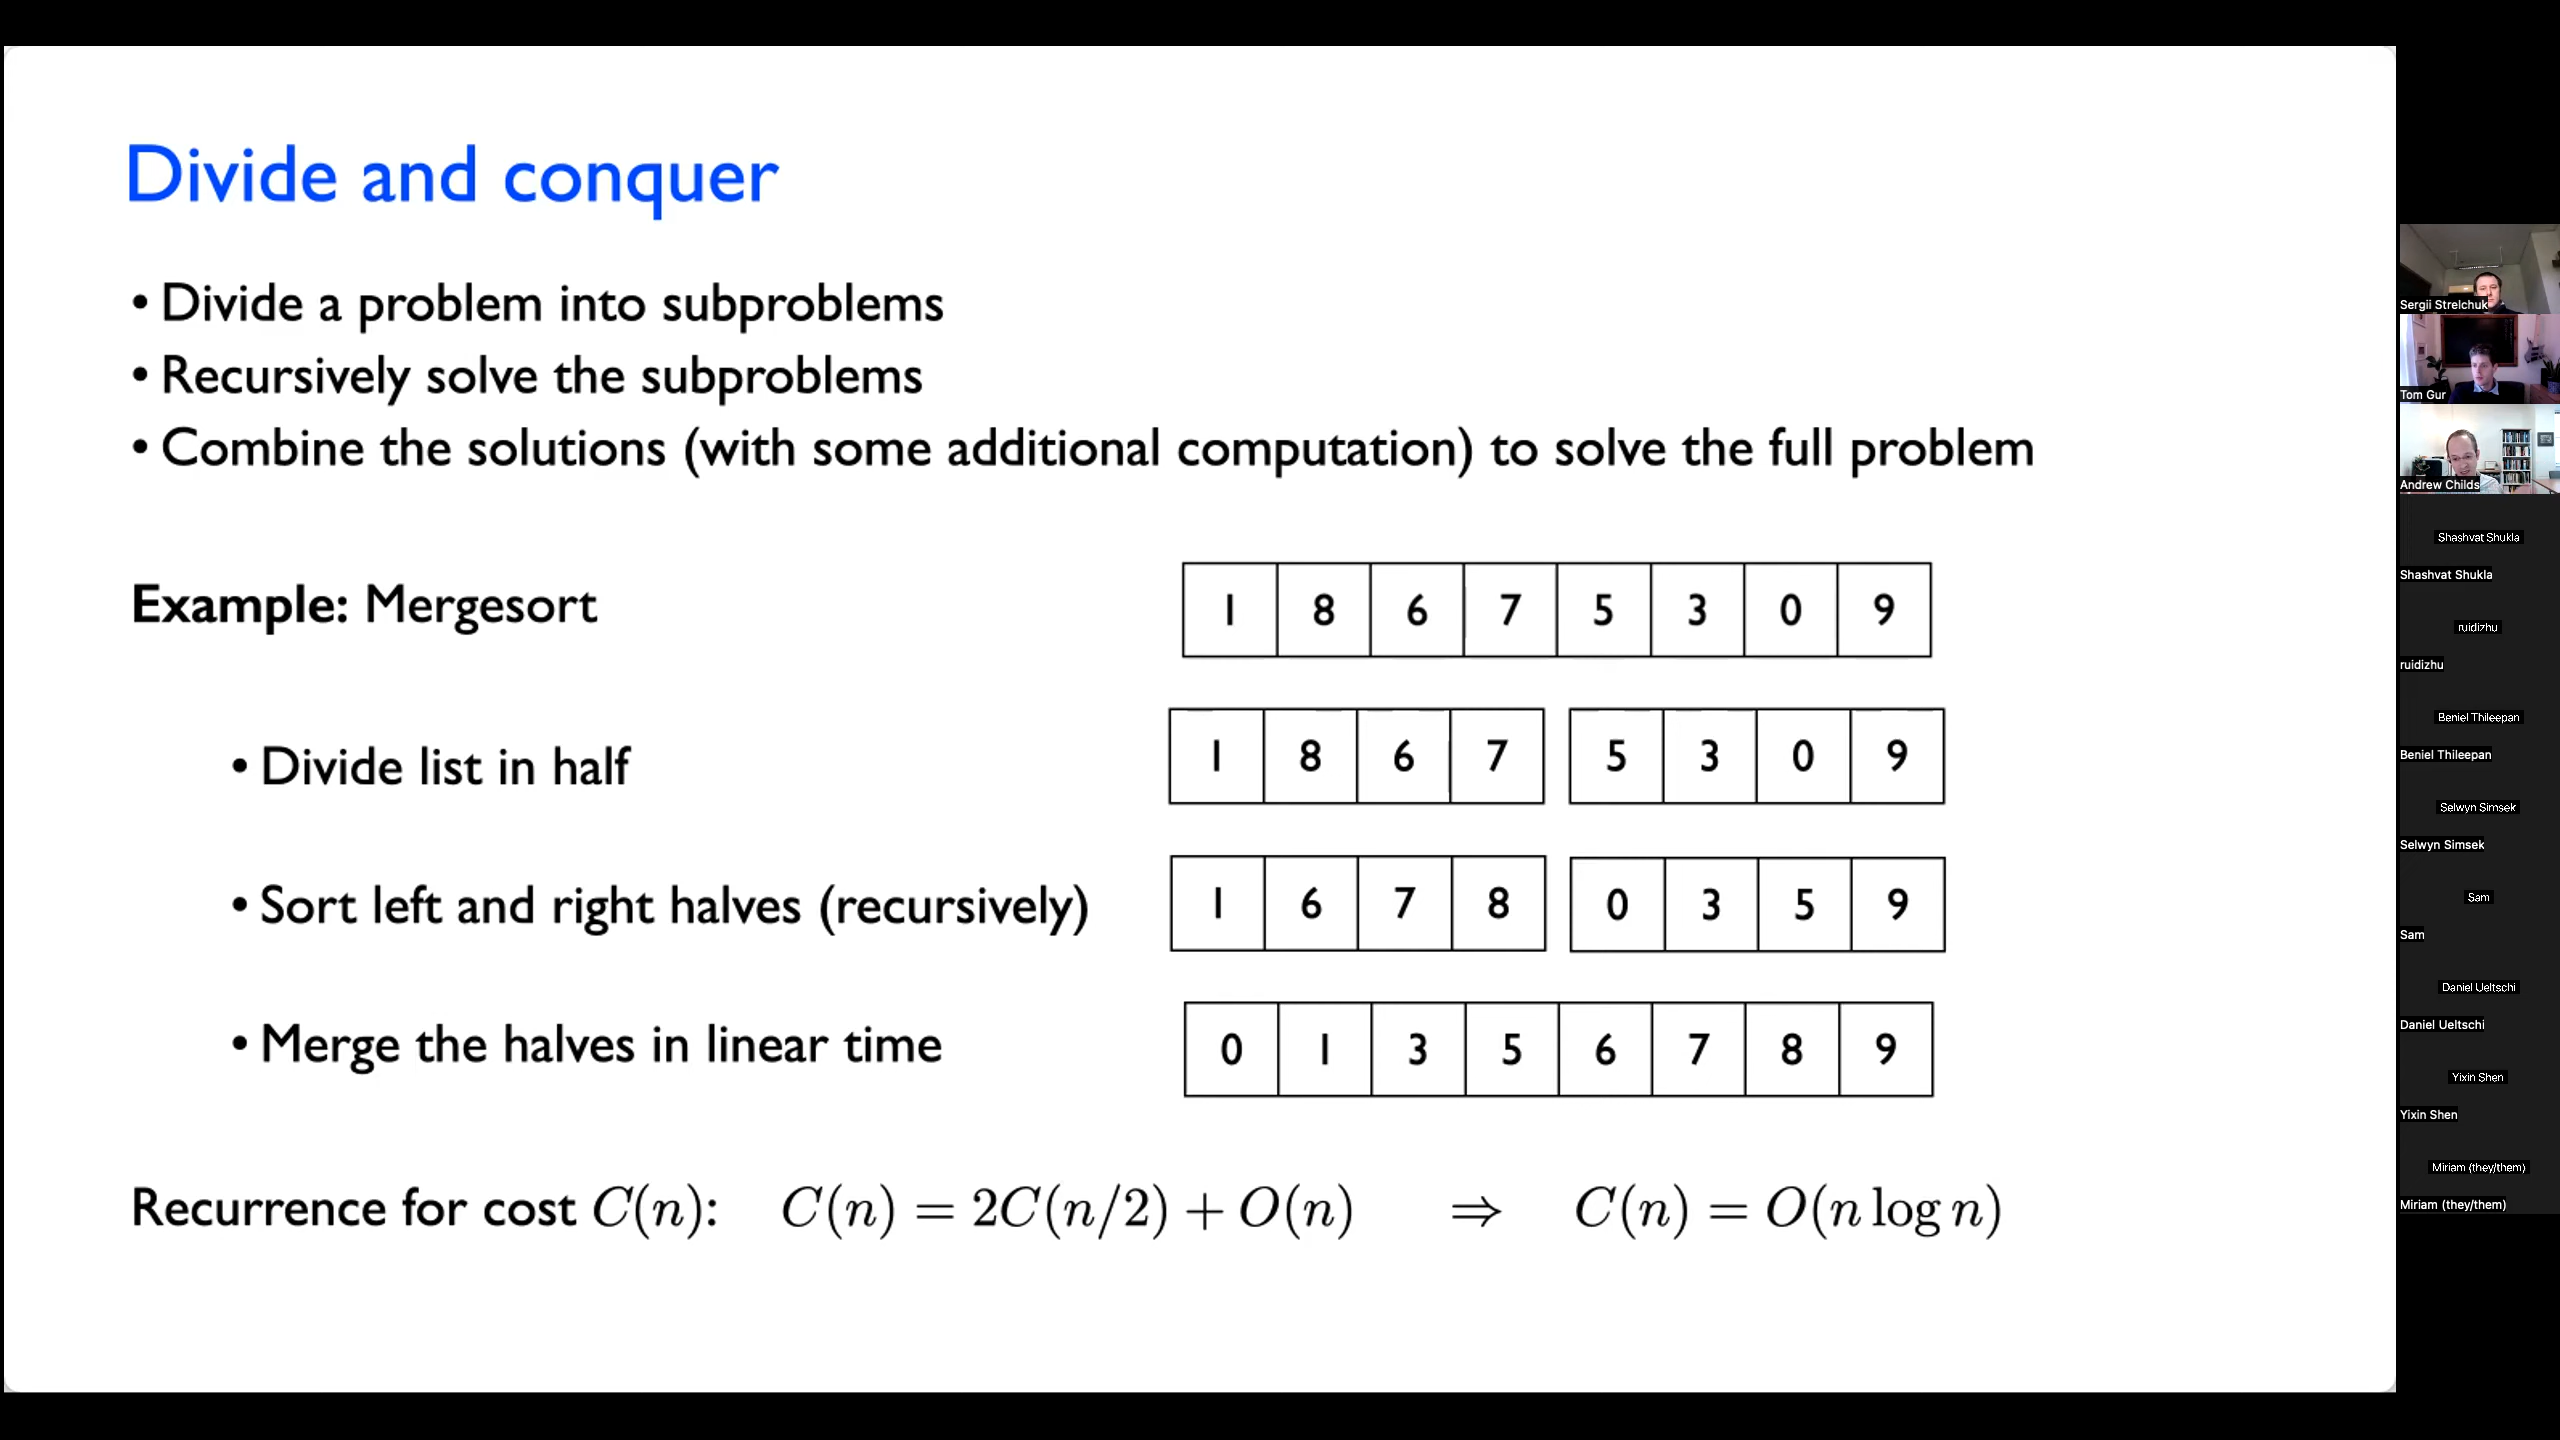 Divide and conquer
• Divide a problem into subproblems
• Recursively solve the subproblems
• Combine the solutions (with some additional computation) to solve the full problem
Example: Mergesort
1 8 6 7 5 3 0 9
• Divide list in half
1 8 6 7 5 3 0 9
• Sort left and right halves (recursively)
1 6 7 8 0 3 5 9
• Merge the halves in linear time
0 1 3 5 6 7 8 9
Recurrence for cost C(n): C(n) = 2C(n/2) + O(n) ⇒ C(n) = O(n log n)
Sergii Strelchuk
Tom Gur
Andrew Childs
Shashvat Shukla
Shashvat Shukla
ruidizhu
ruidizhu
Beniel Thileepan
Beniel Thileepan
Selwyn Simsek
Selwyn Simsek
Sam
Sam
Daniel Ueltschi
Daniel Ueltschi
Yixin Shen
Yixin Shen
Miriam (they/them)
Miriam (they/them)